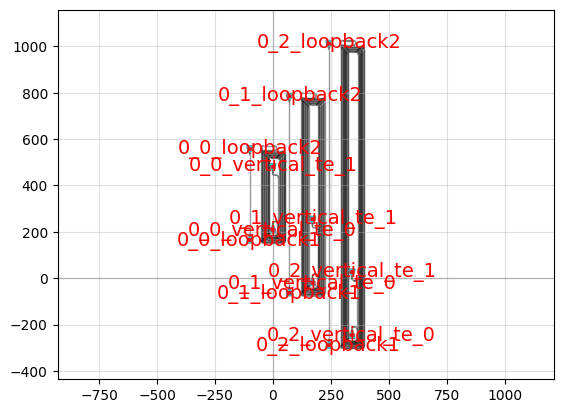 0_2_loopback2
1000
0_1_loopback2
800
600
0_0_loopback2
0_0_vertical_te_1
400
0_1_vertical_te_1
200
0_0_vertical_te_0
0_0_loopback1
0_2_vertical_te_1
0
0_1_vertical_te_0
0_1_loopback1
−200
0_2_vertical_te_0
0_2_loopback1
−400
−750 −500 −250 0 250 500 750 1000